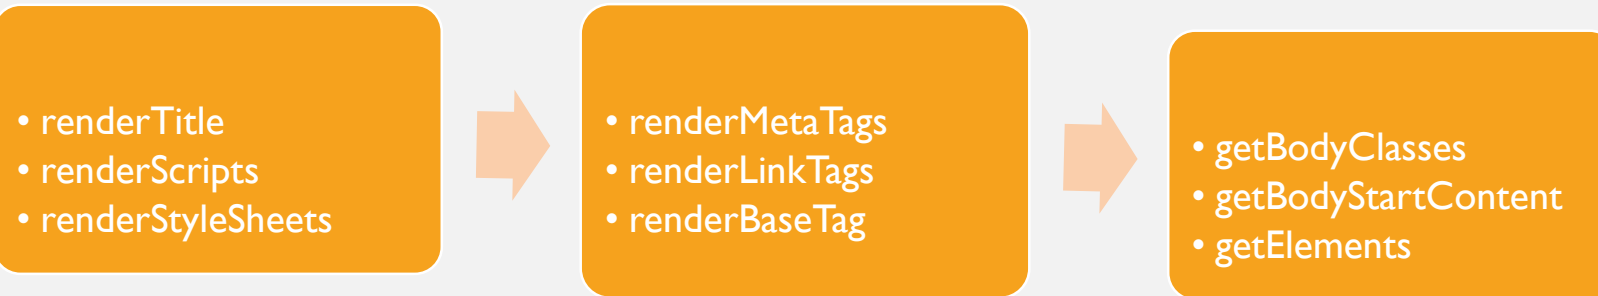 • renderTitle
• renderScripts
• renderStyleSheets
• renderMetaTags
• renderLinkTags
• renderBaseTag
• getBodyClasses
• getBodyStartContent
• getElements